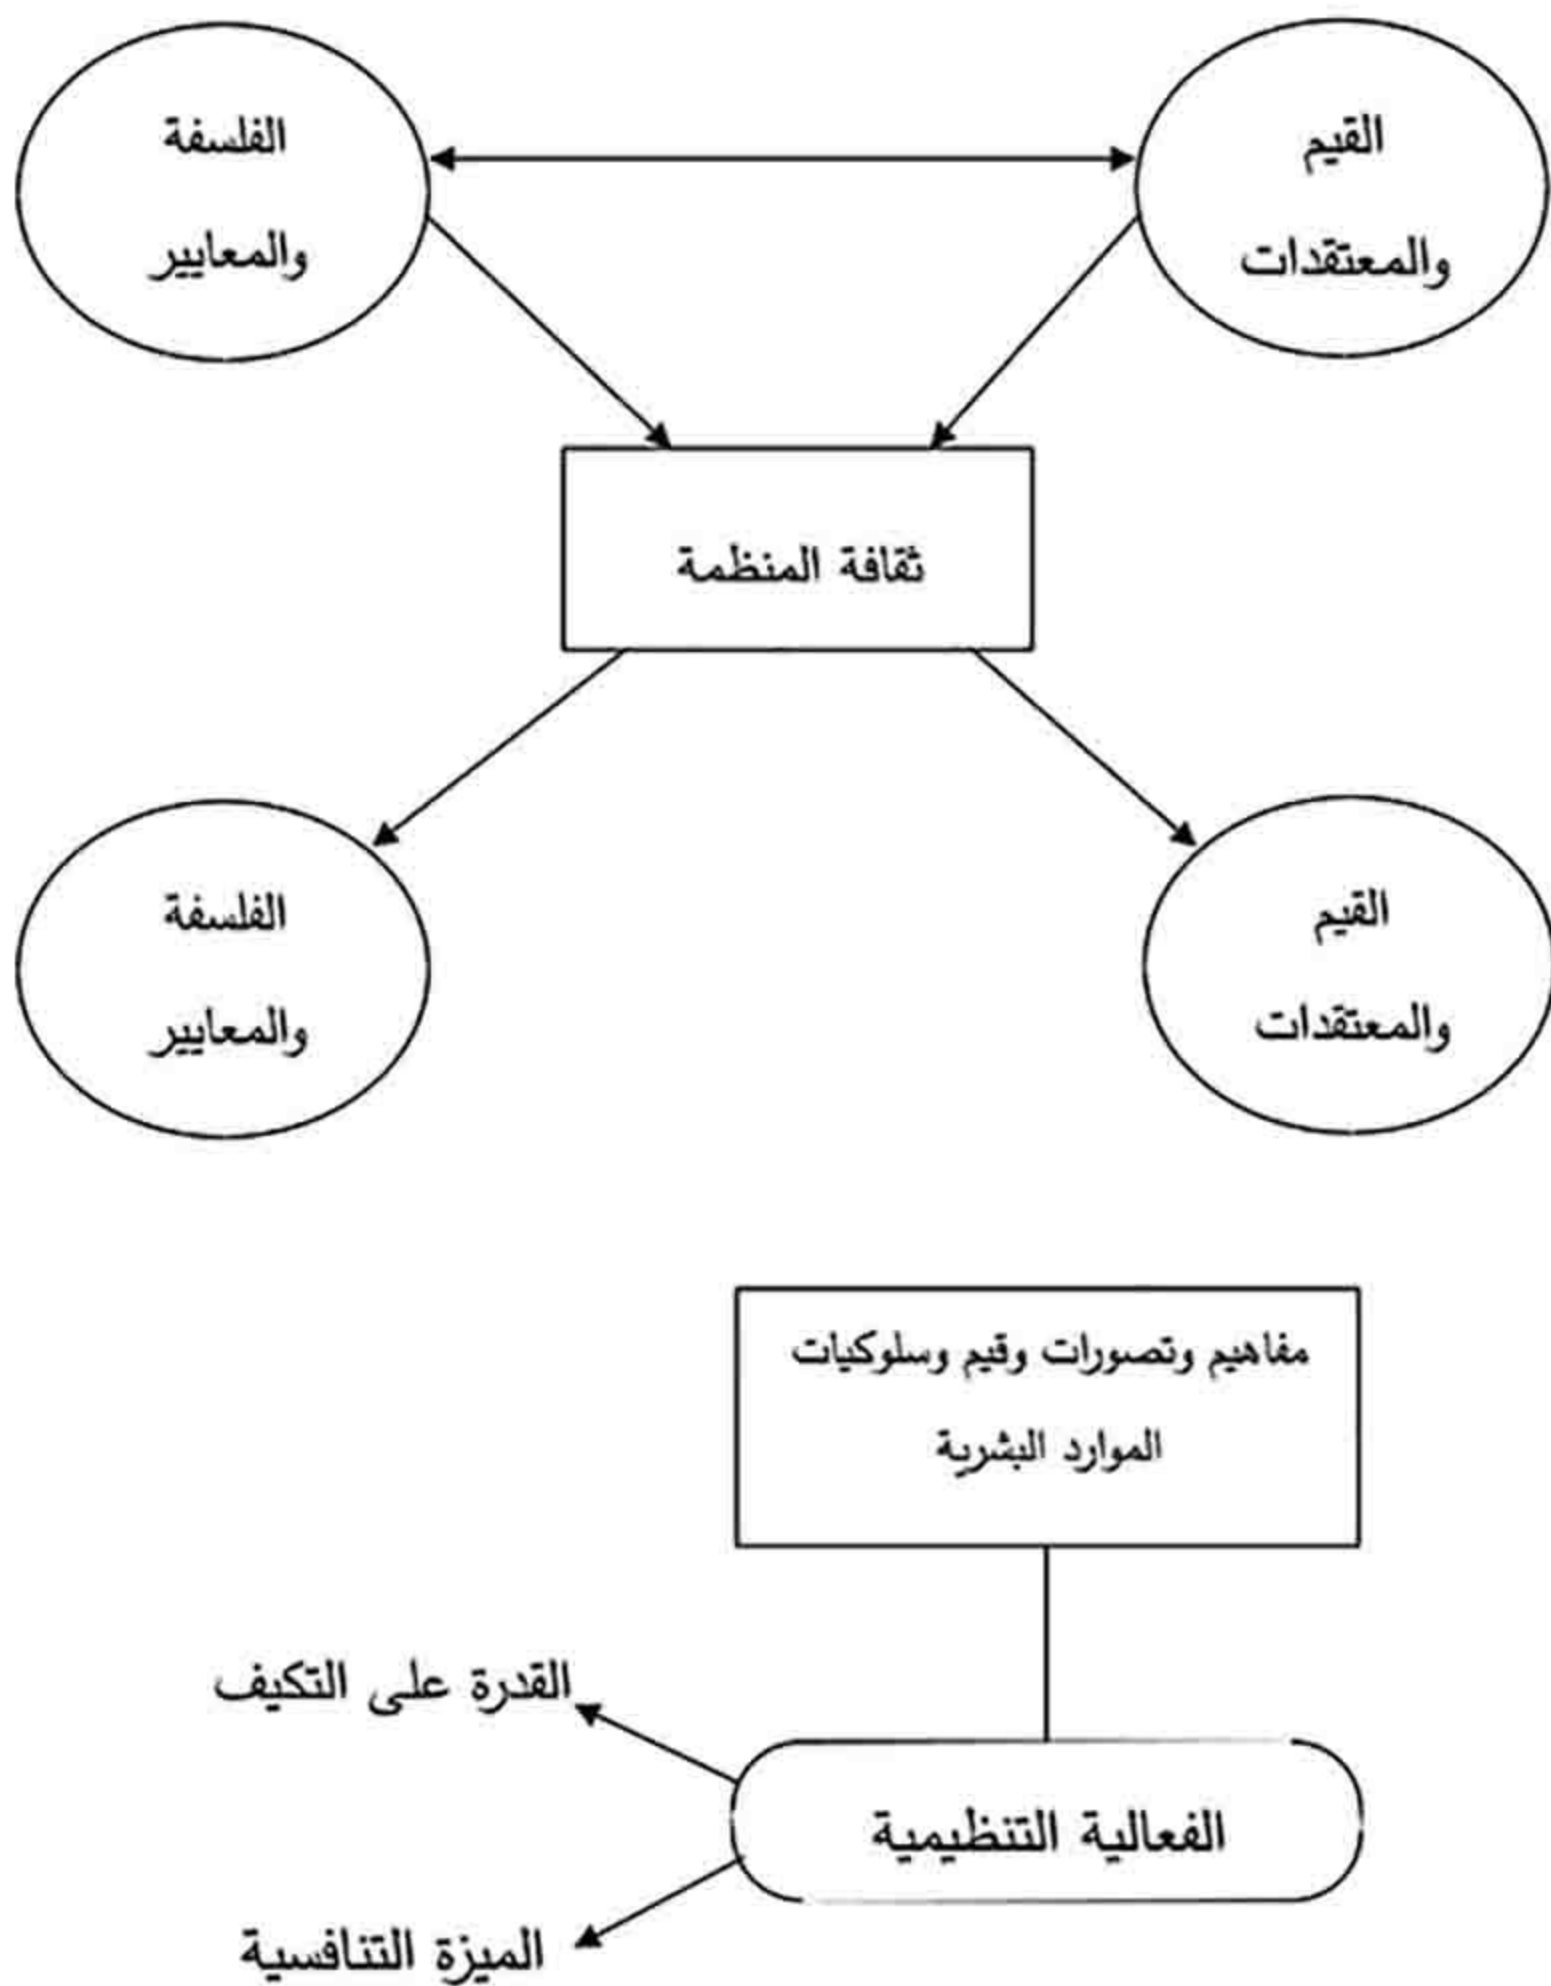 القيم
والمعتقدات
الفلسفة
والمعايير
ثقافة المنظمة
القيم
والمعتقدات
الفلسفة
والمعايير
مفاهيم وتصورات وقيم وسلوكيات
الموارد البشرية
القدرة على التكيف
الفعالية التنظيمية
الميزة التنافسية